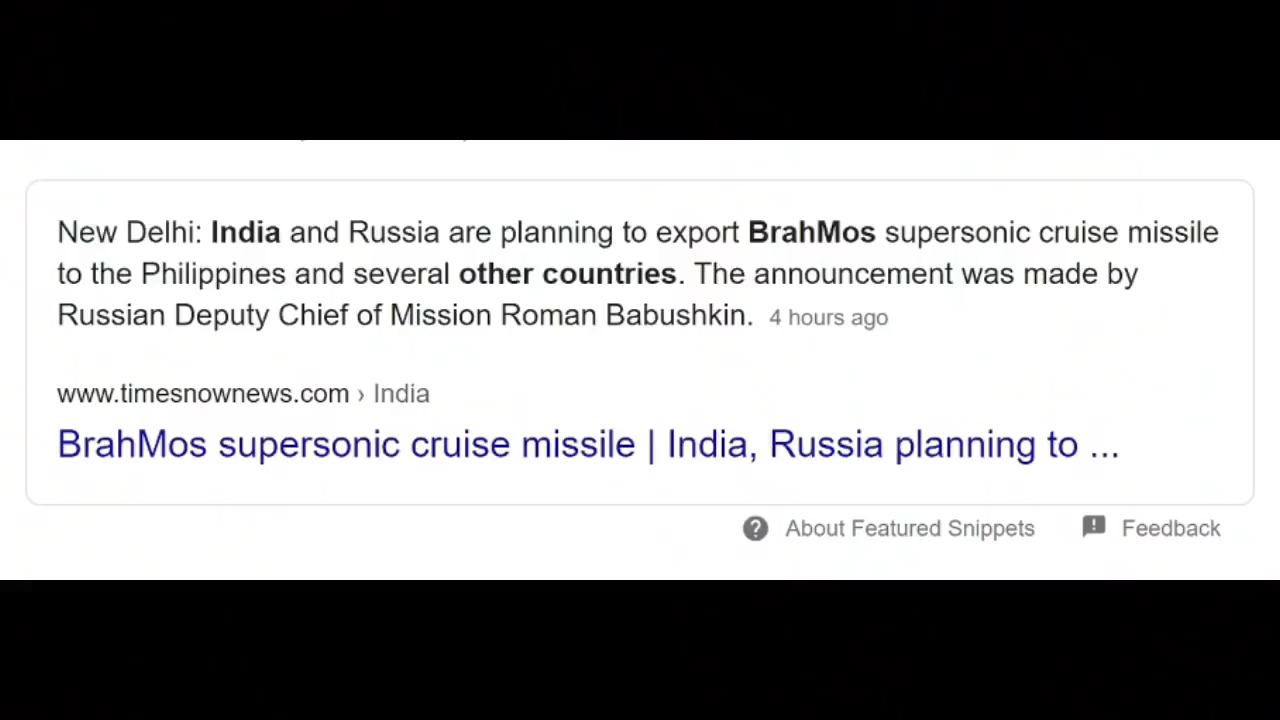 New Delhi: India and Russia are planning to export BrahMos supersonic cruise missile
to the Philippines and several other countries. The announcement was made by
Russian Deputy Chief of Mission Roman Babushkin. 4 hours ago
www.timesnownews.com › India
BrahMos supersonic cruise missile | India, Russia planning to ...
About Featured Snippets Feedback